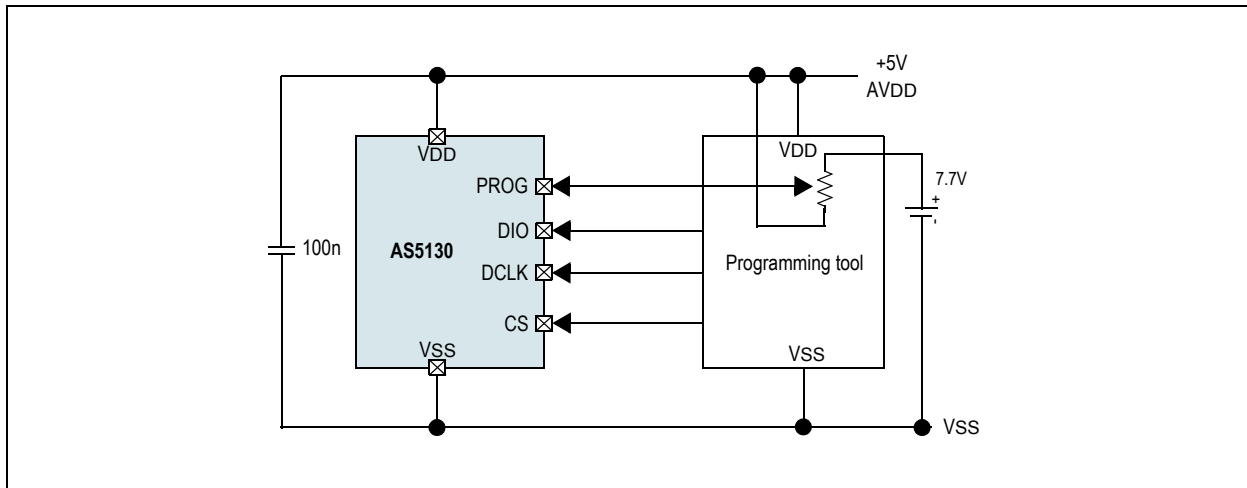 +5V
AVDD
VDD
VDD
PROG
7.7V
+
-
DIO
100n
AS5130
DCLK
Programming tool
CS
VSS
VSS
VSS